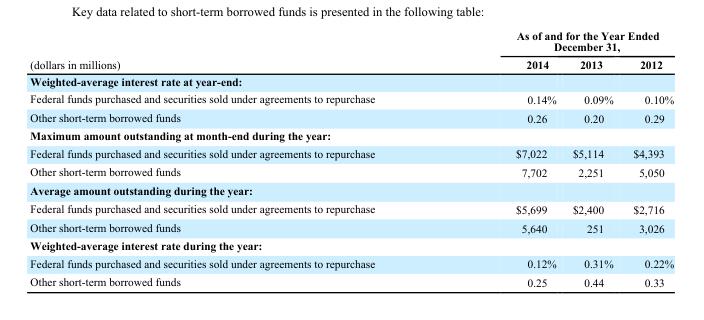 Key data related to short-term borrowed funds is presented in the following table:
As of and for the Year Ended
December 31,
(dollars in millions) 2014 2013 2012
Weighted-average interest rate at year-end:
Federal funds purchased and securities sold under agreements to repurchase 0.14% 0.09% 0.10%
Other short-term borrowed funds 0.26 0.20 0.29
Maximum amount outstanding at month-end during the year:
Federal funds purchased and securities sold under agreements to repurchase $7,022 $5,114 $4,393
Other short-term borrowed funds 7,702 2,251 5,050
Average amount outstanding during the year:
Federal funds purchased and securities sold under agreements to repurchase $5,699 $2,400 $2,716
Other short-term borrowed funds 5,640 251 3,026
Weighted-average interest rate during the year:
Federal funds purchased and securities sold under agreements to repurchase 0.12% 0.31% 0.22%
Other short-term borrowed funds 0.25 0.44 0.33